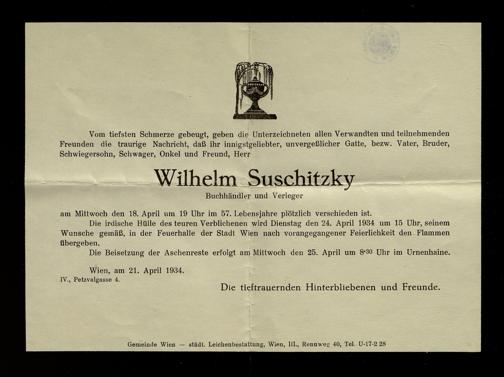 Vom tiefsten Schmerze gebeugt, geben die Unterzeichneten allen Verwandten und teilnehmenden
Freunden die traurige Nachricht, daß ihr innigstgeliebter, unvergeßlicher Gatte, bezw. Vater, Bruder,
Schwiegersohn, Schwager, Onkel und Freund, Herr
Wilhelm Suschitzky
Buchhändler und Verleger
am Mittwoch den 18. April um 19 Uhr im 57. Lebensjahre plötzlich verschieden ist.
Die irdische Hülle des teuren Verblichenen wird Dienstag den 24. April 1934 um 15 Uhr, seinem
Wunsche gemäß, in der Feuerhalle der Stadt Wien nach vorangegangener Feierlichkeit den Flammen
übergeben.
Die Beisetzung der Aschenreste erfolgt am Mittwoch den 25. April um 8³⁰ Uhr im Urnenhaine.
Wien, am 21. April 1934.
IV., Petzvalgasse 4.
Die tieftrauernden Hinterbliebenen und Freunde.
Gemeinde Wien — städt. Leichenbestattung, Wien, III., Rennweg 40, Tel. U-17-2 28